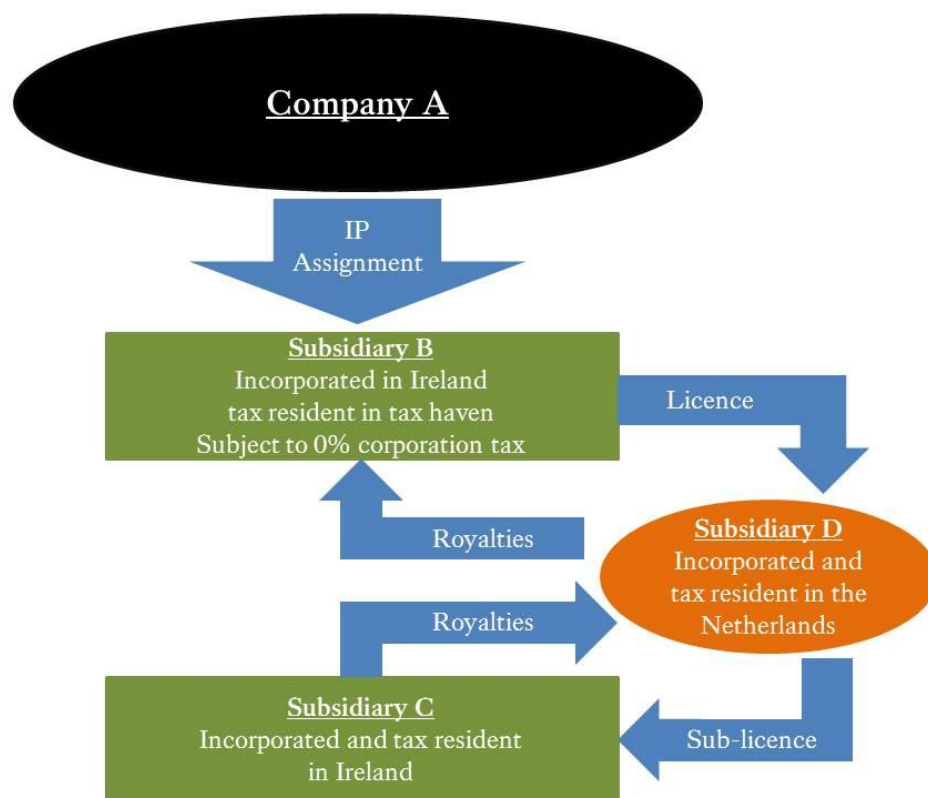 Company A
IP
Assignment
Subsidiary B
Incorporated in Ireland
tax resident in tax haven
Subject to 0% corporation tax
Licence
Royalties
Subsidiary D
Incorporated and
tax resident in the
Netherlands
Royalties
Subsidiary C
Incorporated and tax resident
in Ireland
Sub-licence